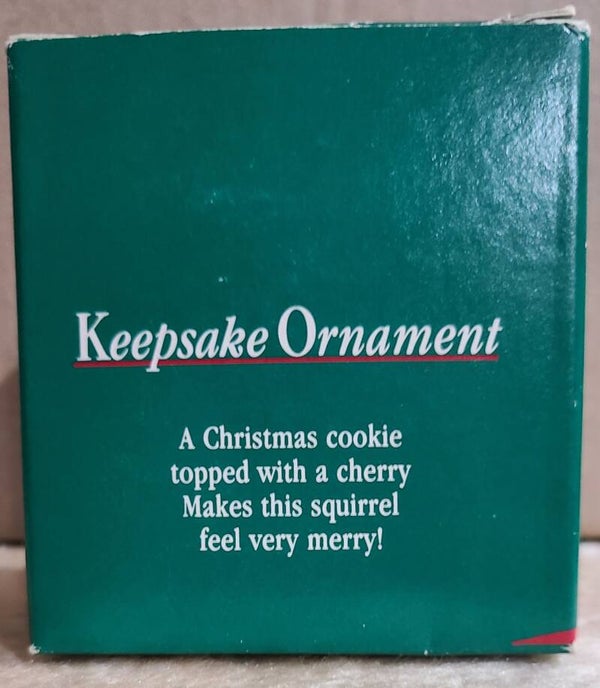 Keepsake Ornament
A Christmas cookie
topped with a cherry
Makes this squirrel
feel very merry!